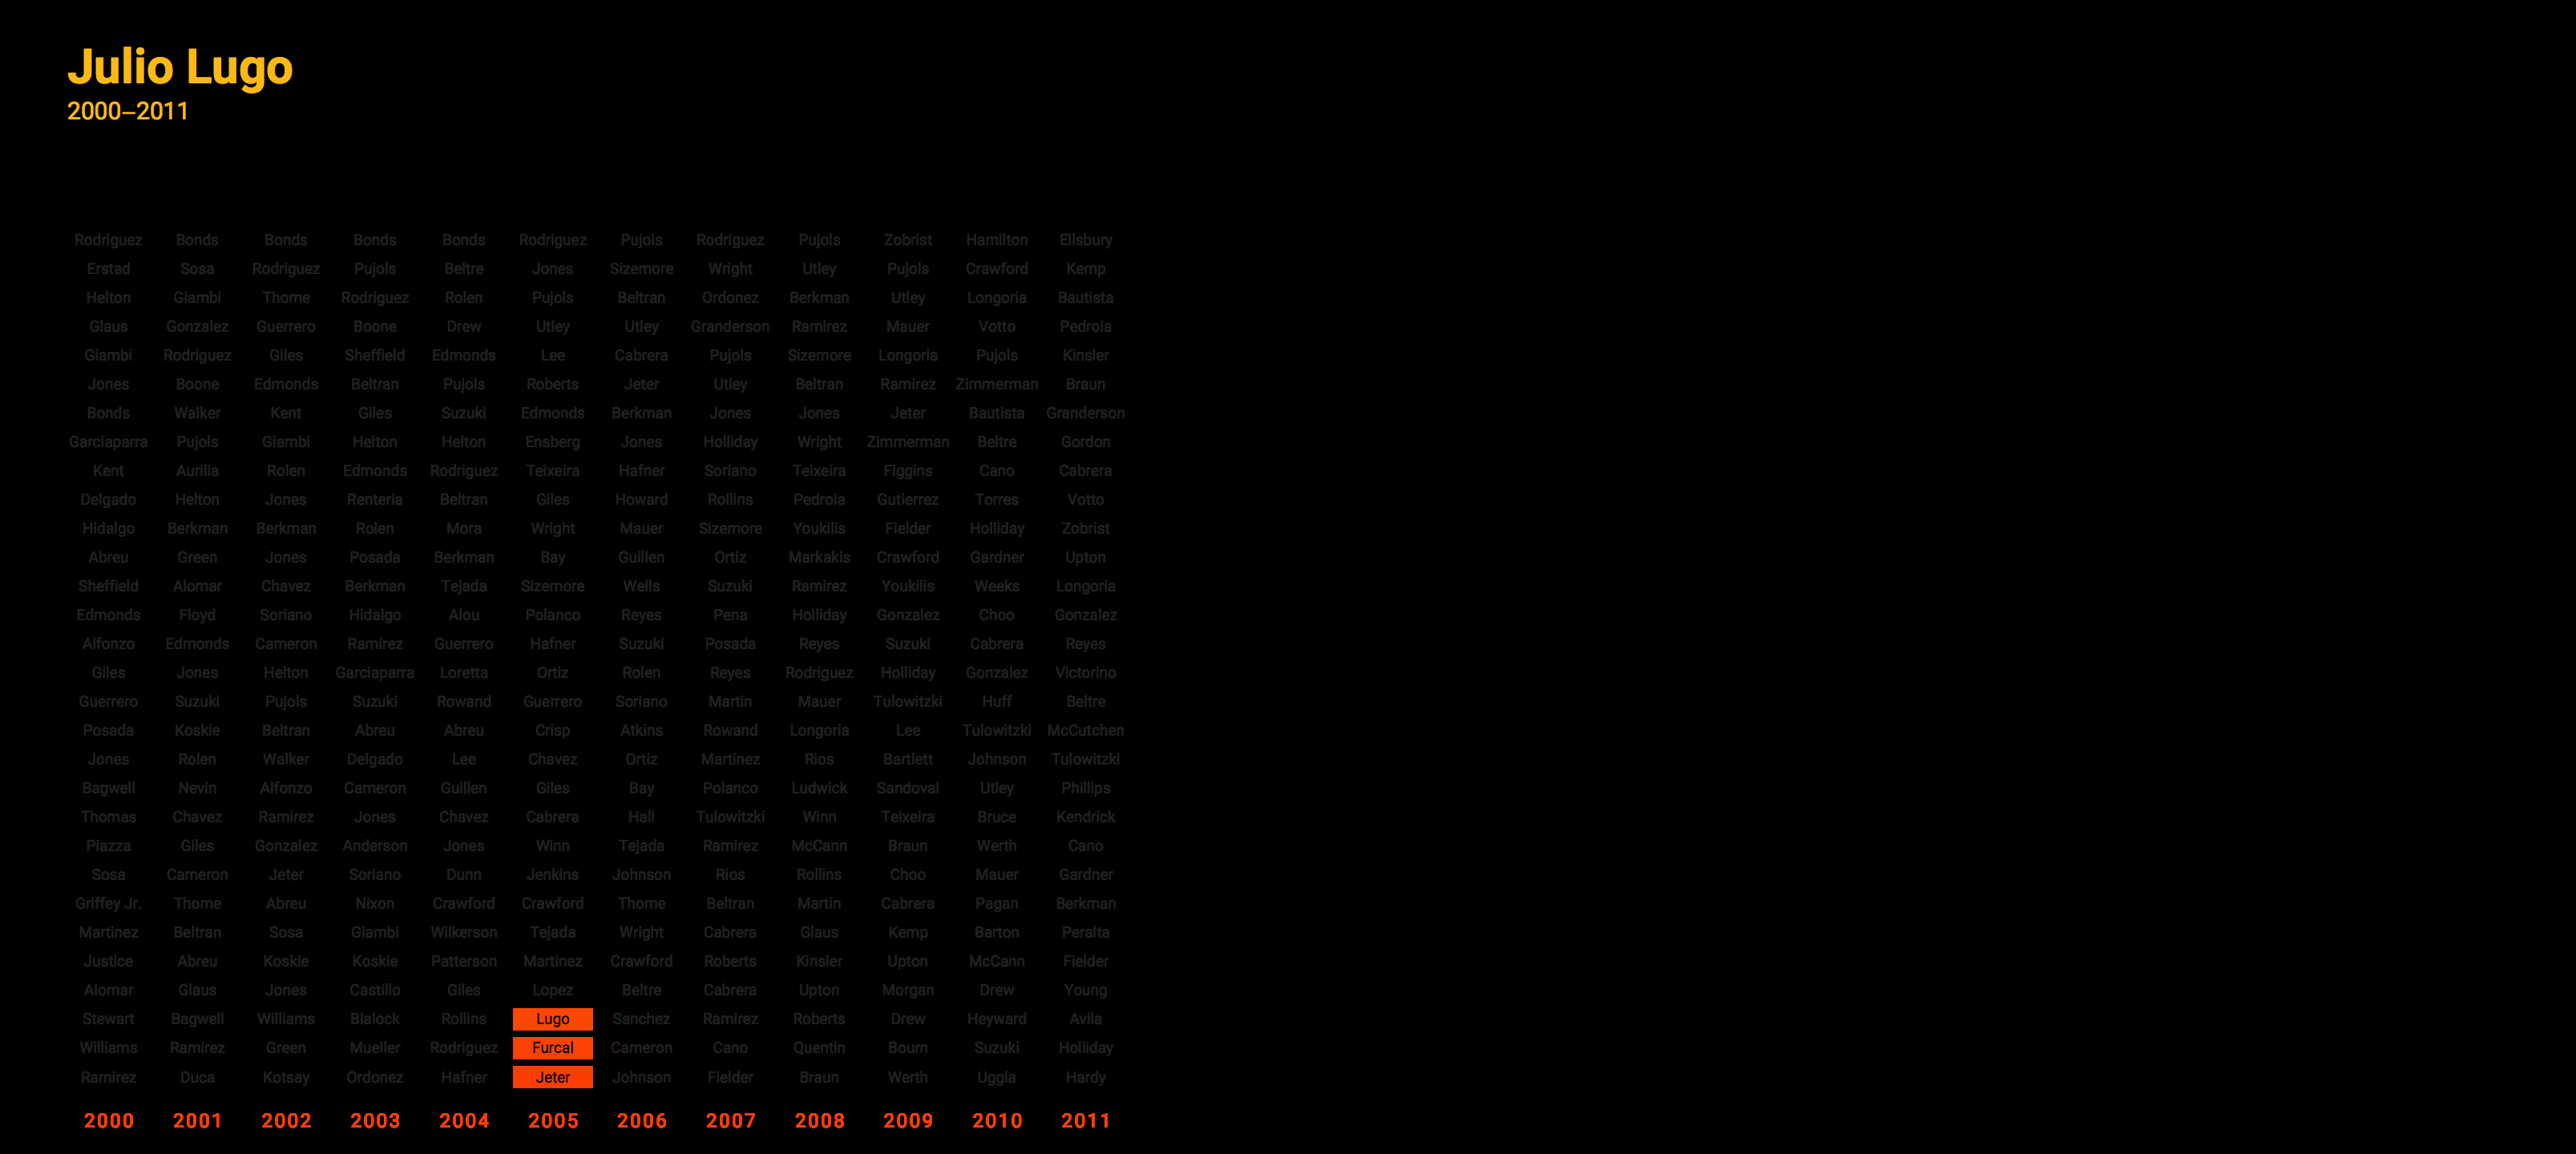 Julio Lugo
2000–2011
Rodriguez Bonds Bonds Bonds Bonds Rodriguez Pujols Rodriguez Pujols Zobrist Hamilton Ellsbury
Erstad Sosa Rodriguez Pujols Beltre Jones Sizemore Wright Utley Pujols Crawford Kemp
Helton Giambi Thome Rodriguez Rolen Pujols Beltran Ordonez Berkman Utley Longoria Bautista
Glaus Gonzalez Guerrero Boone Drew Utley Utley Granderson Ramirez Mauer Votto Pedroia
Giambi Rodriguez Giles Sheffield Edmonds Lee Cabrera Pujols Sizemore Longoria Pujols Kinsler
Jones Boone Edmonds Beltran Pujols Roberts Jeter Utley Beltran Ramirez Zimmerman Braun
Bonds Walker Kent Giles Suzuki Edmonds Berkman Jones Jones Jeter Bautista Granderson
Garciaparra Pujols Giambi Helton Helton Ensberg Jones Holliday Wright Zimmerman Beltre Gordon
Kent Aurilia Rolen Edmonds Rodriguez Teixeira Hafner Soriano Teixeira Figgins Cano Cabrera
Delgado Helton Jones Renteria Beltran Giles Howard Rollins Pedroia Gutierrez Torres Votto
Hidalgo Berkman Berkman Rolen Mora Wright Mauer Sizemore Youkilis Fielder Holliday Zobrist
Abreu Green Jones Posada Berkman Bay Guillen Ortiz Markakis Crawford Gardner Upton
Sheffield Alomar Chavez Berkman Tejada Sizemore Wells Suzuki Ramirez Youkilis Weeks Longoria
Edmonds Floyd Soriano Hidalgo Alou Polanco Reyes Pena Holliday Gonzalez Choo Gonzalez
Alfonzo Edmonds Cameron Ramirez Guerrero Hafner Suzuki Posada Reyes Suzuki Cabrera Reyes
Giles Jones Helton Garciaparra Loretta Ortiz Rolen Reyes Rodriguez Holliday Gonzalez Victorino
Guerrero Suzuki Pujols Suzuki Rowand Guerrero Soriano Martin Mauer Tulowitzki Huff Beltre
Posada Koskie Beltran Abreu Abreu Crisp Atkins Rowand Longoria Lee Tulowitzki McCutchen
Jones Rolen Walker Delgado Lee Chavez Ortiz Martinez Rios Bartlett Johnson Tulowitzki
Bagwell Nevin Alfonzo Cameron Guillen Giles Bay Polanco Ludwick Sandoval Utley Phillips
Thomas Chavez Ramirez Jones Chavez Cabrera Hall Tulowitzki Winn Teixeira Bruce Kendrick
Piazza Giles Gonzalez Anderson Jones Winn Tejada Ramirez McCann Braun Werth Cano
Sosa Cameron Jeter Soriano Dunn Jenkins Johnson Rios Rollins Choo Mauer Gardner
Griffey Jr. Thome Abreu Nixon Crawford Crawford Thome Beltran Martin Cabrera Pagan Berkman
Martinez Beltran Sosa Giambi Wilkerson Tejada Wright Cabrera Glaus Kemp Barton Peralta
Justice Abreu Koskie Koskie Patterson Martinez Crawford Roberts Kinsler Upton McCann Fielder
Alomar Glaus Jones Castillo Giles Lopez Beltre Cabrera Upton Morgan Drew Young
Stewart Bagwell Williams Blalock Rollins Lugo Sanchez Ramirez Roberts Drew Heyward Avila
Williams Ramirez Green Mueller Rodriguez Furcal Cameron Cano Quentin Bourn Suzuki Holliday
Ramirez Duca Kotsay Ordonez Hafner Jeter Johnson Fielder Braun Werth Uggla Hardy
2000 2001 2002 2003 2004 2005 2006 2007 2008 2009 2010 2011